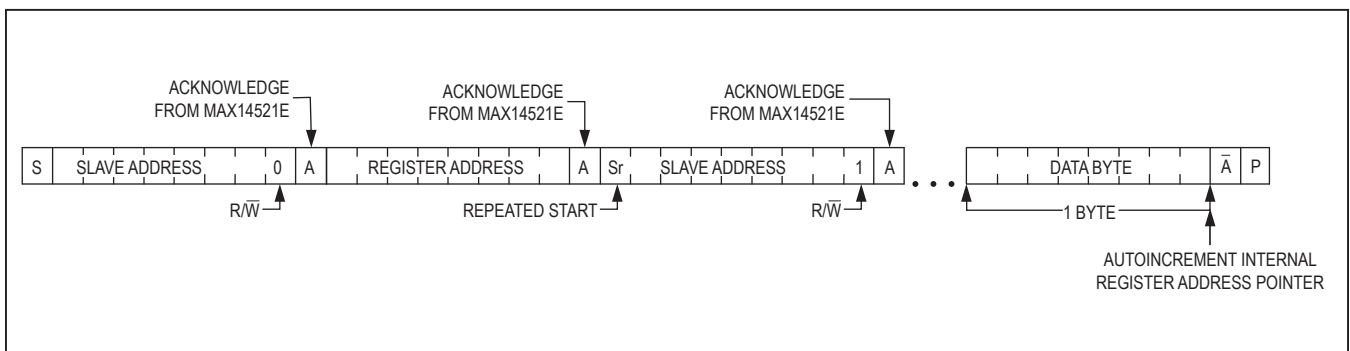 ACKNOWLEDGE
FROM MAX14521E
ACKNOWLEDGE
FROM MAX14521E
ACKNOWLEDGE
FROM MAX14521E
S SLAVE ADDRESS 0 A REGISTER ADDRESS A Sr SLAVE ADDRESS 1 A ... DATA BYTE A̅ P
R/W̅ REPEATED START R/W̅ 1 BYTE
AUTOINCREMENT INTERNAL
REGISTER ADDRESS POINTER